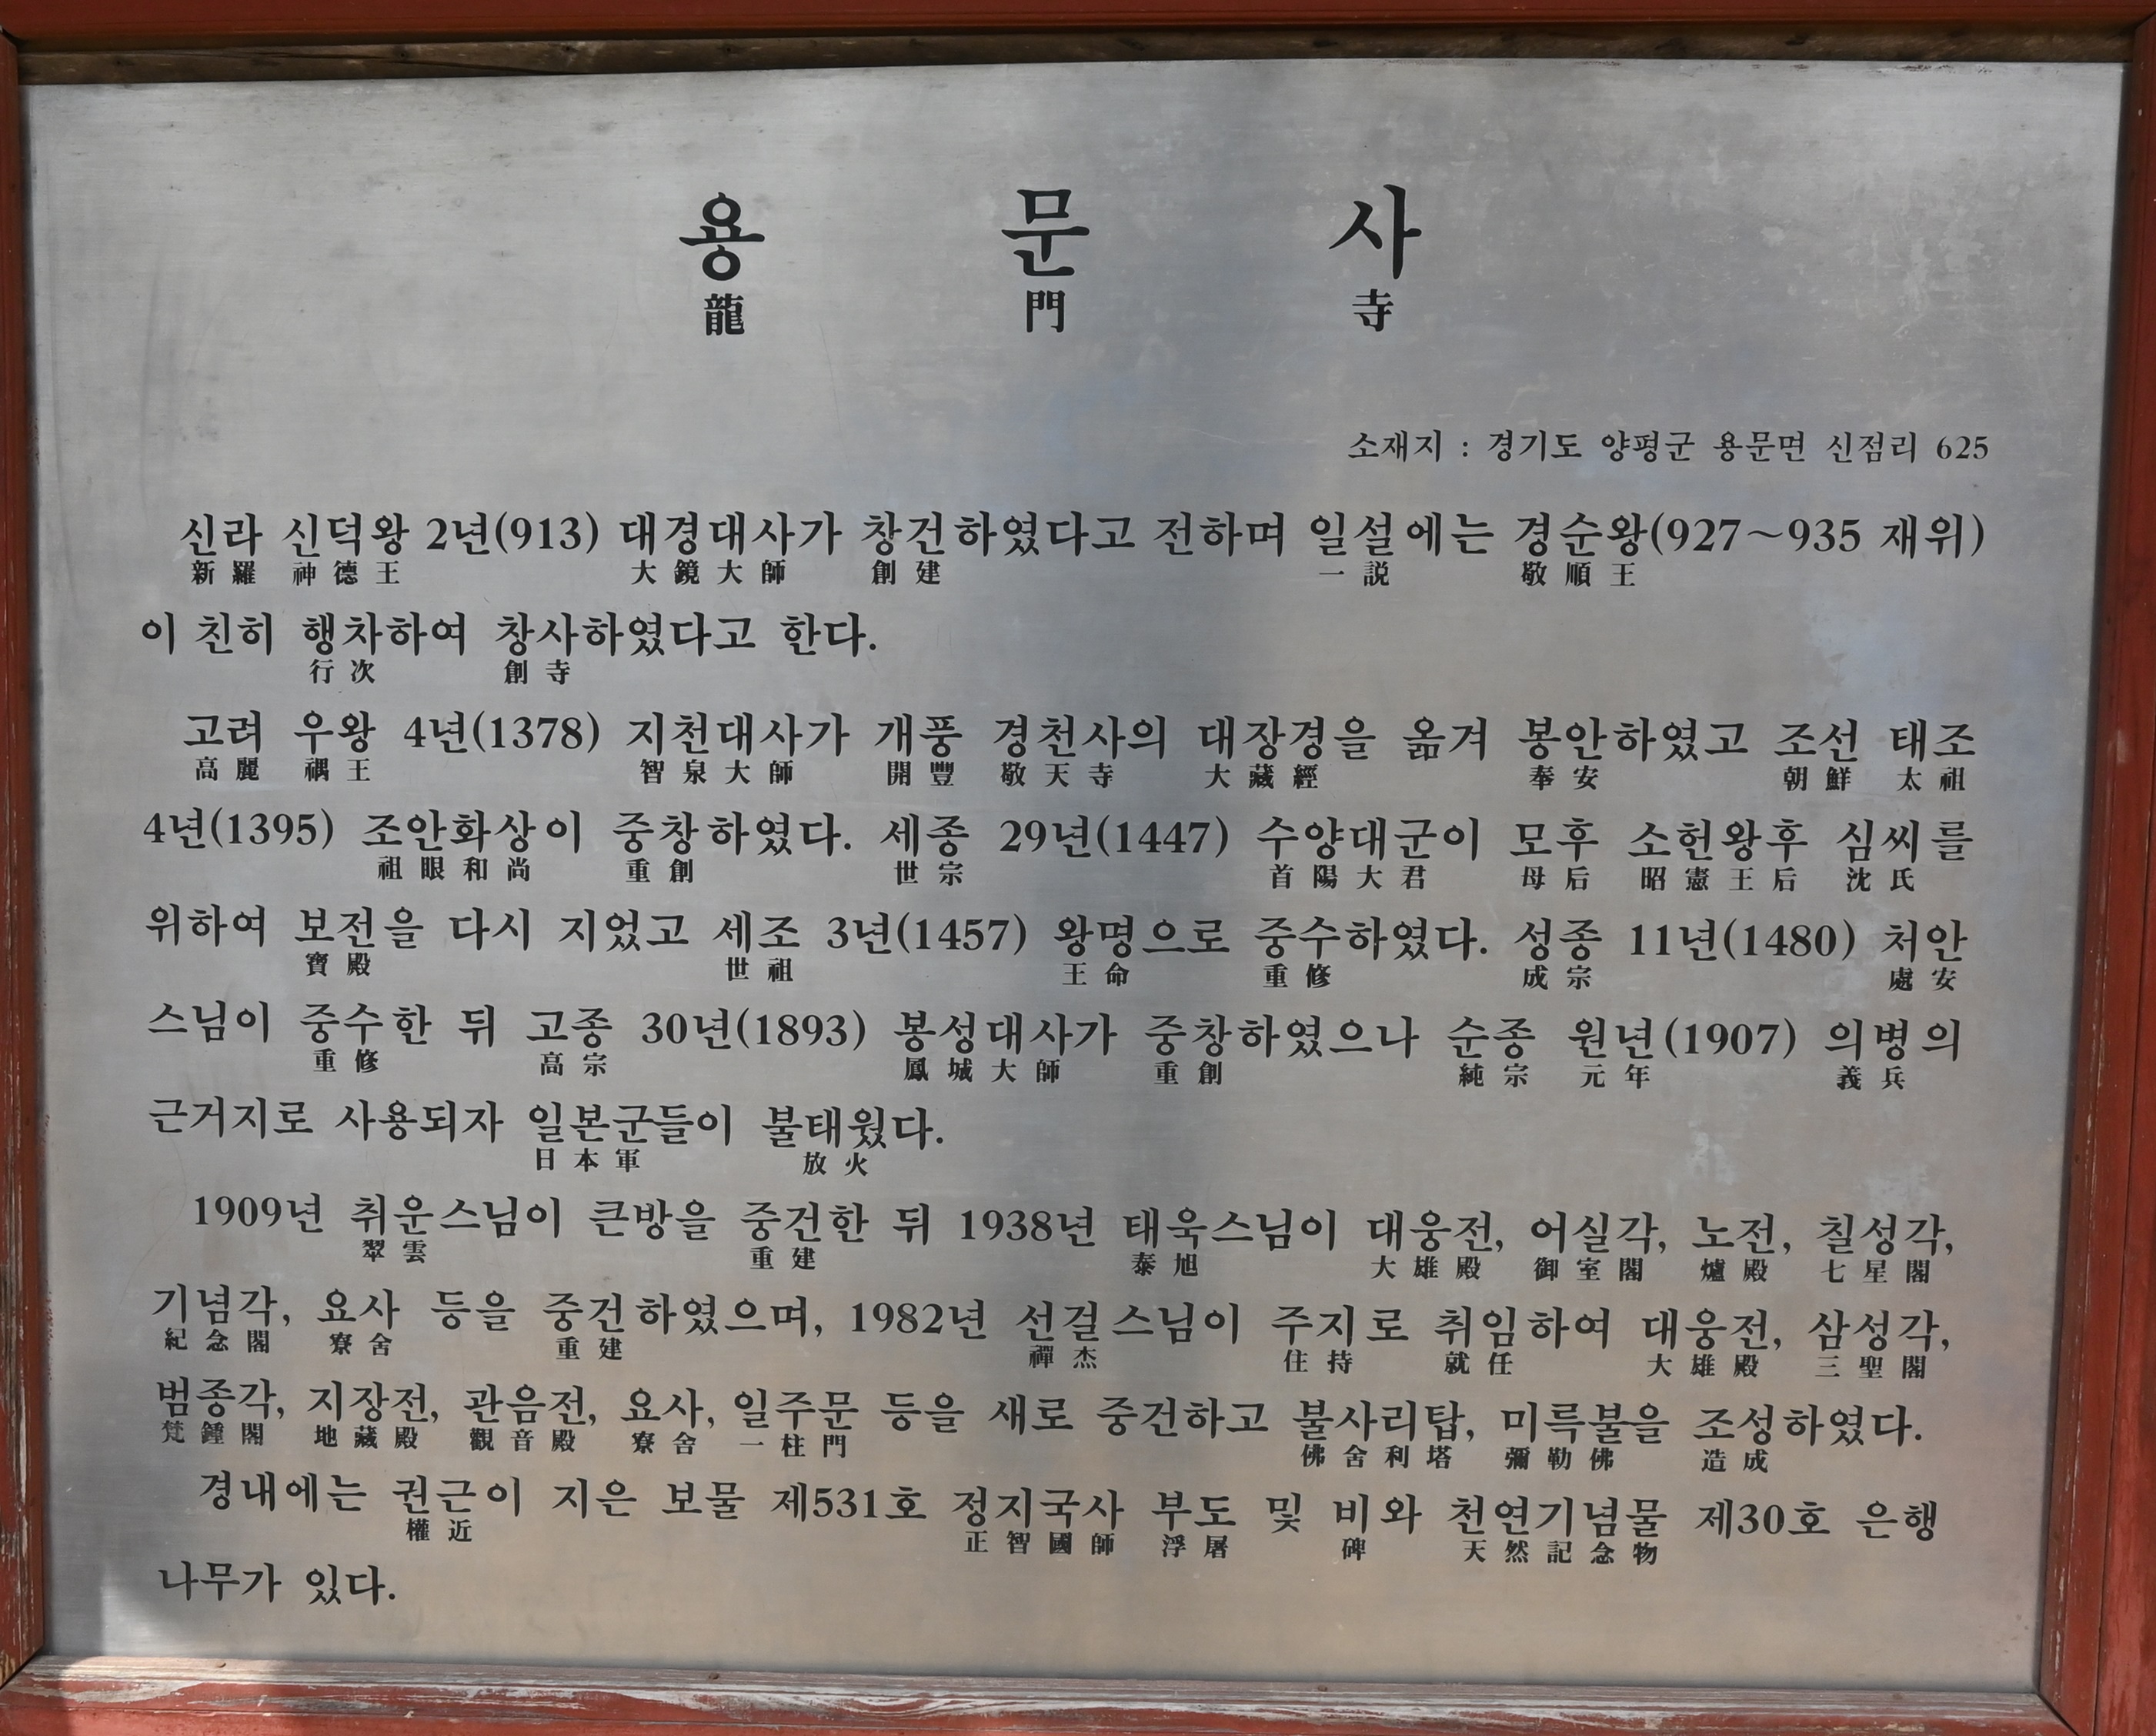 용 문 사
龍 門 寺
소재지 : 경기도 양평군 용문면 신점리 625
신라 신덕왕 2년(913) 대경대사가 창건하였다고 전하며 일설에는 경순왕(927~935 재위)
新羅 神德王 大鏡大師 創建 一說 敬順王
이 친히 행차하여 창사하였다고 한다.
行次 創寺
고려 우왕 4년(1378) 지천대사가 개풍 경천사의 대장경을 옮겨 봉안하였고 조선 태조
高麗 禑王 智泉大師 開豐 敬天寺 大藏經 奉安 朝鮮 太祖
4년(1395) 조안화상이 중창하였다. 세종 29년(1447) 수양대군이 모후 소헌왕후 심씨를
祖眼和尚 重創 世宗 首陽大君 母后 昭憲王后 沈氏
위하여 보전을 다시 지었고 세조 3년(1457) 왕명으로 중수하였다. 성종 11년(1480) 처안
寶殿 世祖 王命 重修 成宗 處安
스님이 중수한 뒤 고종 30년(1893) 봉성대사가 중창하였으나 순종 원년(1907) 의병의
重修 高宗 鳳城大師 重創 純宗 元年 義兵
근거지로 사용되자 일본군들이 불태웠다.
日本軍 放火
1909년 취운스님이 큰방을 중건한 뒤 1938년 태욱스님이 대웅전, 어실각, 노전, 칠성각,
翠雲 重建 泰旭 大雄殿 御室閣 爐殿 七星閣
기념각, 요사 등을 중건하였으며, 1982년 선걸스님이 주지로 취임하여 대웅전, 삼성각,
紀念閣 寮舍 重建 禪杰 住持 就任 大雄殿 三聖閣
범종각, 지장전, 관음전, 요사, 일주문 등을 새로 중건하고 불사리탑, 미륵불을 조성하였다.
梵鍾閣 地藏殿 觀音殿 寮舍 一柱門 佛舍利塔 彌勒佛 造成
경내에는 권근이 지은 보물 제531호 정지국사 부도 및 비와 천연기념물 제30호 은행
權近 正智國師 浮屠 碑 天然記念物
나무가 있다.